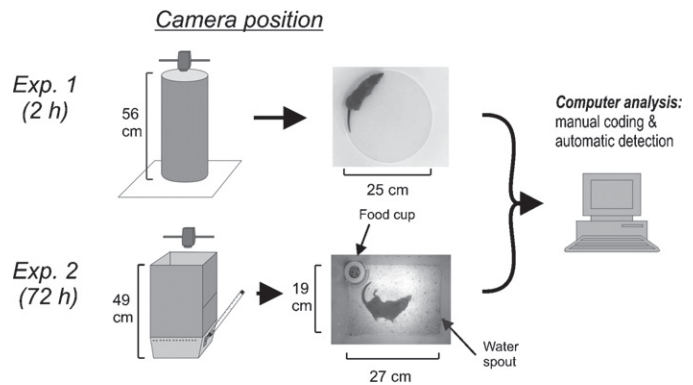 Camera position
Exp. 1
(2 h)
56
cm
25 cm
Computer analysis:
manual coding &
automatic detection
Food cup
Exp. 2
(72 h)
49
cm
19
cm
Water
spout
27 cm